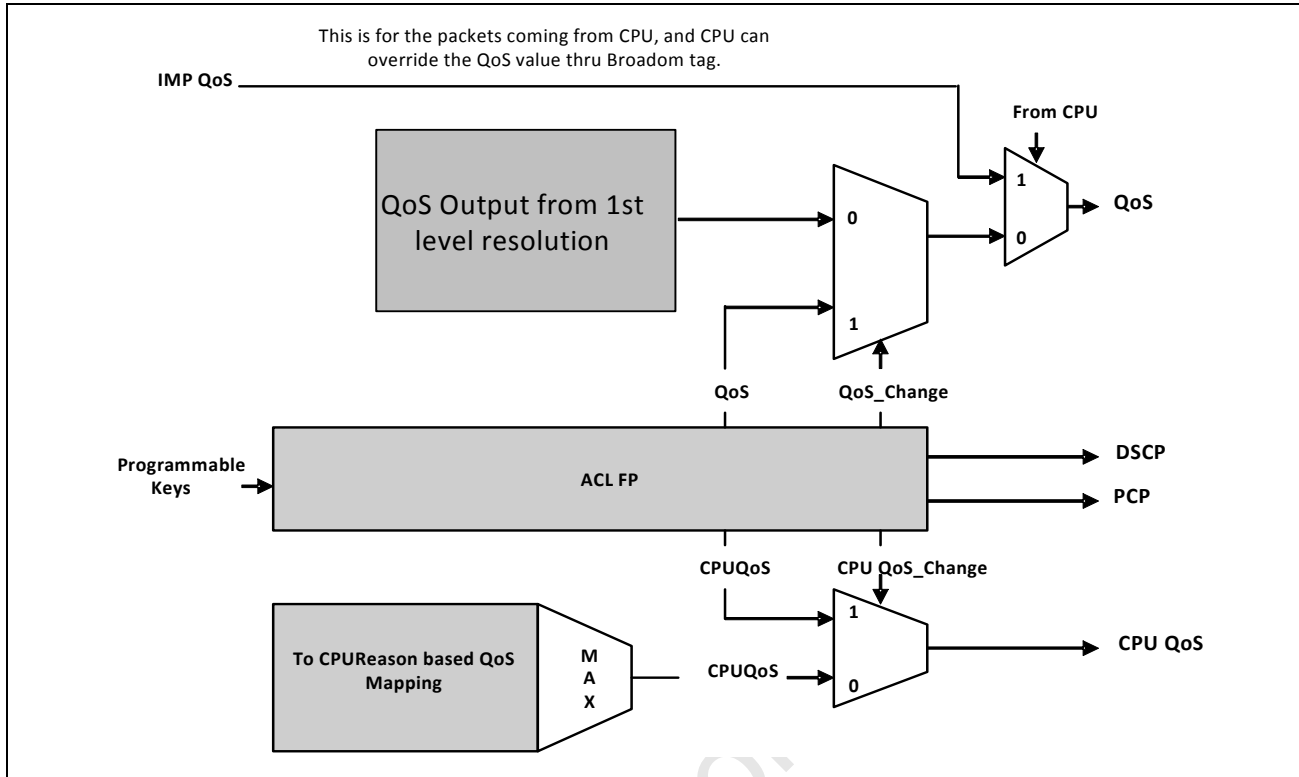 This is for the packets coming from CPU, and CPU can
override the QoS value thru Broadom tag.
IMP QoS
From CPU
1
0
QoS
QoS Output from 1st
level resolution
0
1
QoS
QoS_Change
Programmable
Keys
ACL FP
DSCP
PCP
CPUQoS
CPU QoS_Change
To CPUReason based QoS
Mapping
M
A
X
CPUQoS
1
0
CPU QoS